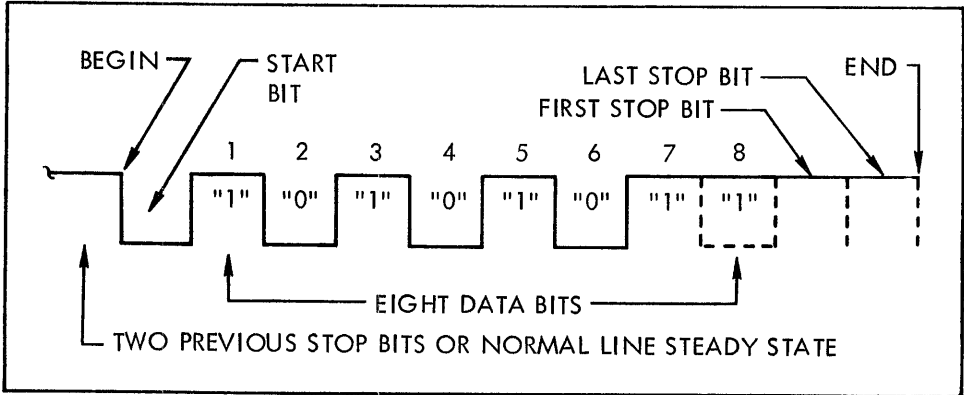 BEGIN
START
BIT
LAST STOP BIT
END
FIRST STOP BIT
1 2 3 4 5 6 7 8
"1" "0" "1" "0" "1" "0" "1" "1"
EIGHT DATA BITS
TWO PREVIOUS STOP BITS OR NORMAL LINE STEADY STATE